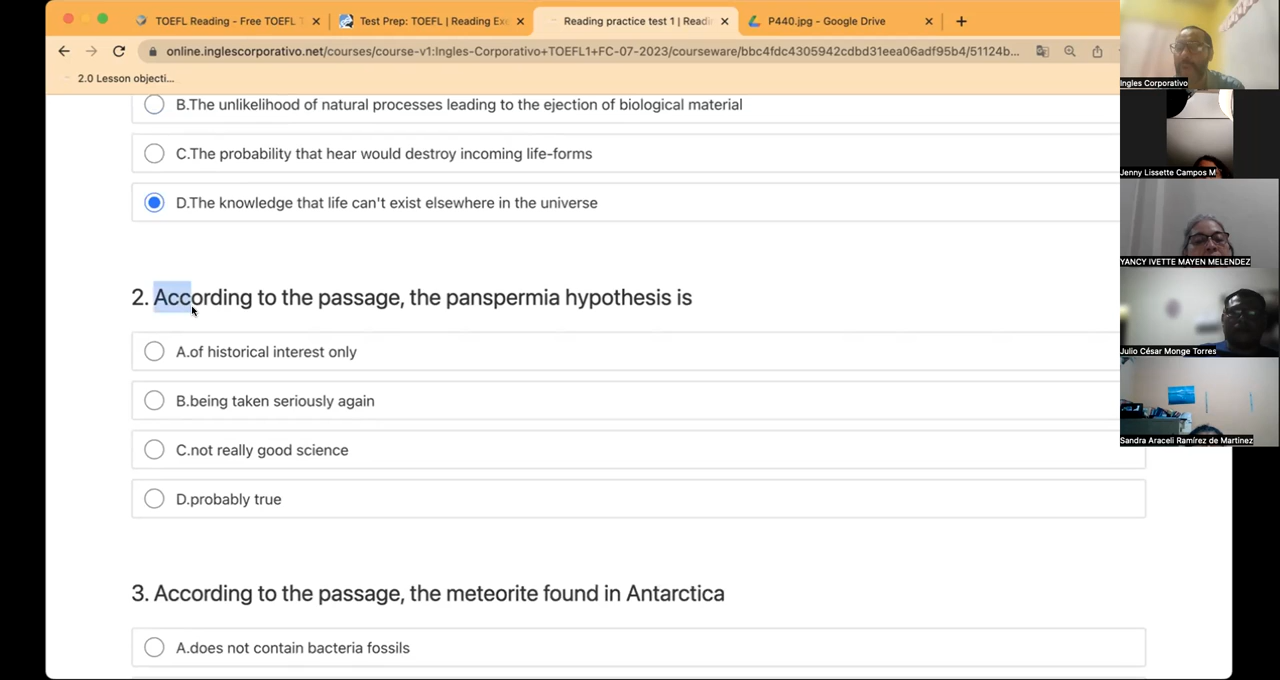 TOEFL Reading - Free TOEFL T
Test Prep: TOEFL | Reading Exe
Reading practice test 1 | Readi
P440.jpg - Google Drive
online.inglescorporativo.net/courses/course-v1:Ingles-Corporativo+TOEFL1+FC-07-2023/courseware/bbc4fdc4305942cdbd31eea06adf95b4/51124b...
2.0 Lesson objecti...
B.The unlikelihood of natural processes leading to the ejection of biological material
C.The probability that hear would destroy incoming life-forms
D.The knowledge that life can't exist elsewhere in the universe
2. According to the passage, the panspermia hypothesis is
A.of historical interest only
B.being taken seriously again
C.not really good science
D.probably true
3. According to the passage, the meteorite found in Antarctica
A.does not contain bacteria fossils
Ingles Corporativo
Jenny Lissette Campos M
YANCY IVETTE MAYEN MELENDEZ
Julio César Monge Torres
Sandra Araceli Ramírez de Martínez